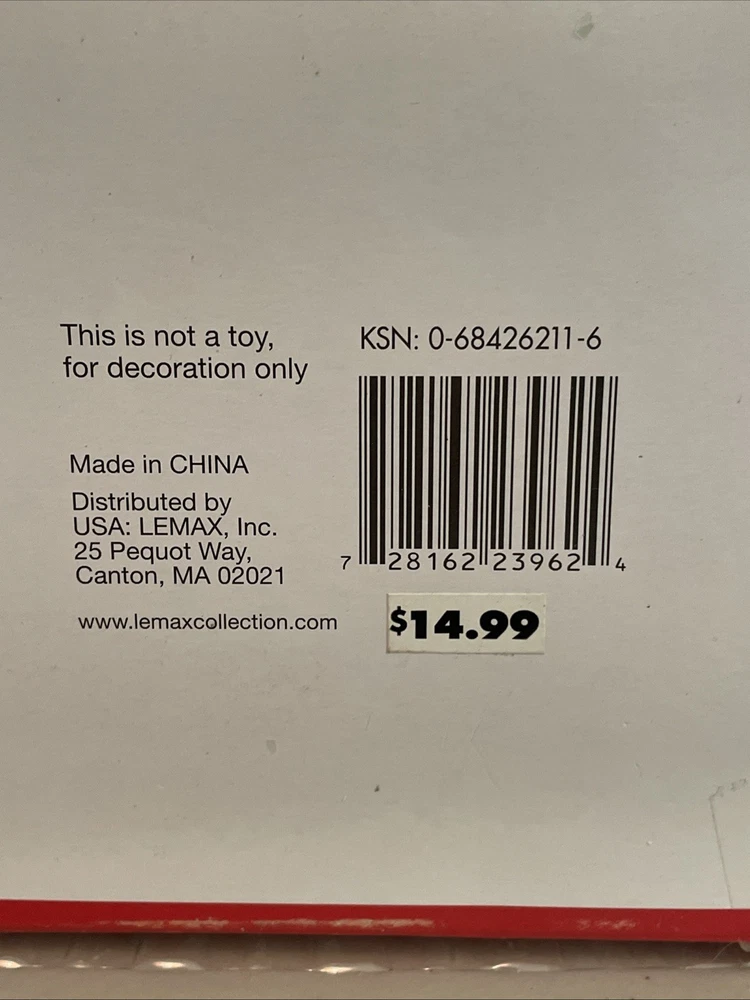 This is not a toy,
for decoration only
KSN: 0-68426211-6
Made in CHINA
Distributed by
USA: LEMAX, Inc.
25 Pequot Way,
Canton, MA 02021
www.lemaxcollection.com
7 28162 23962 4
$14.99